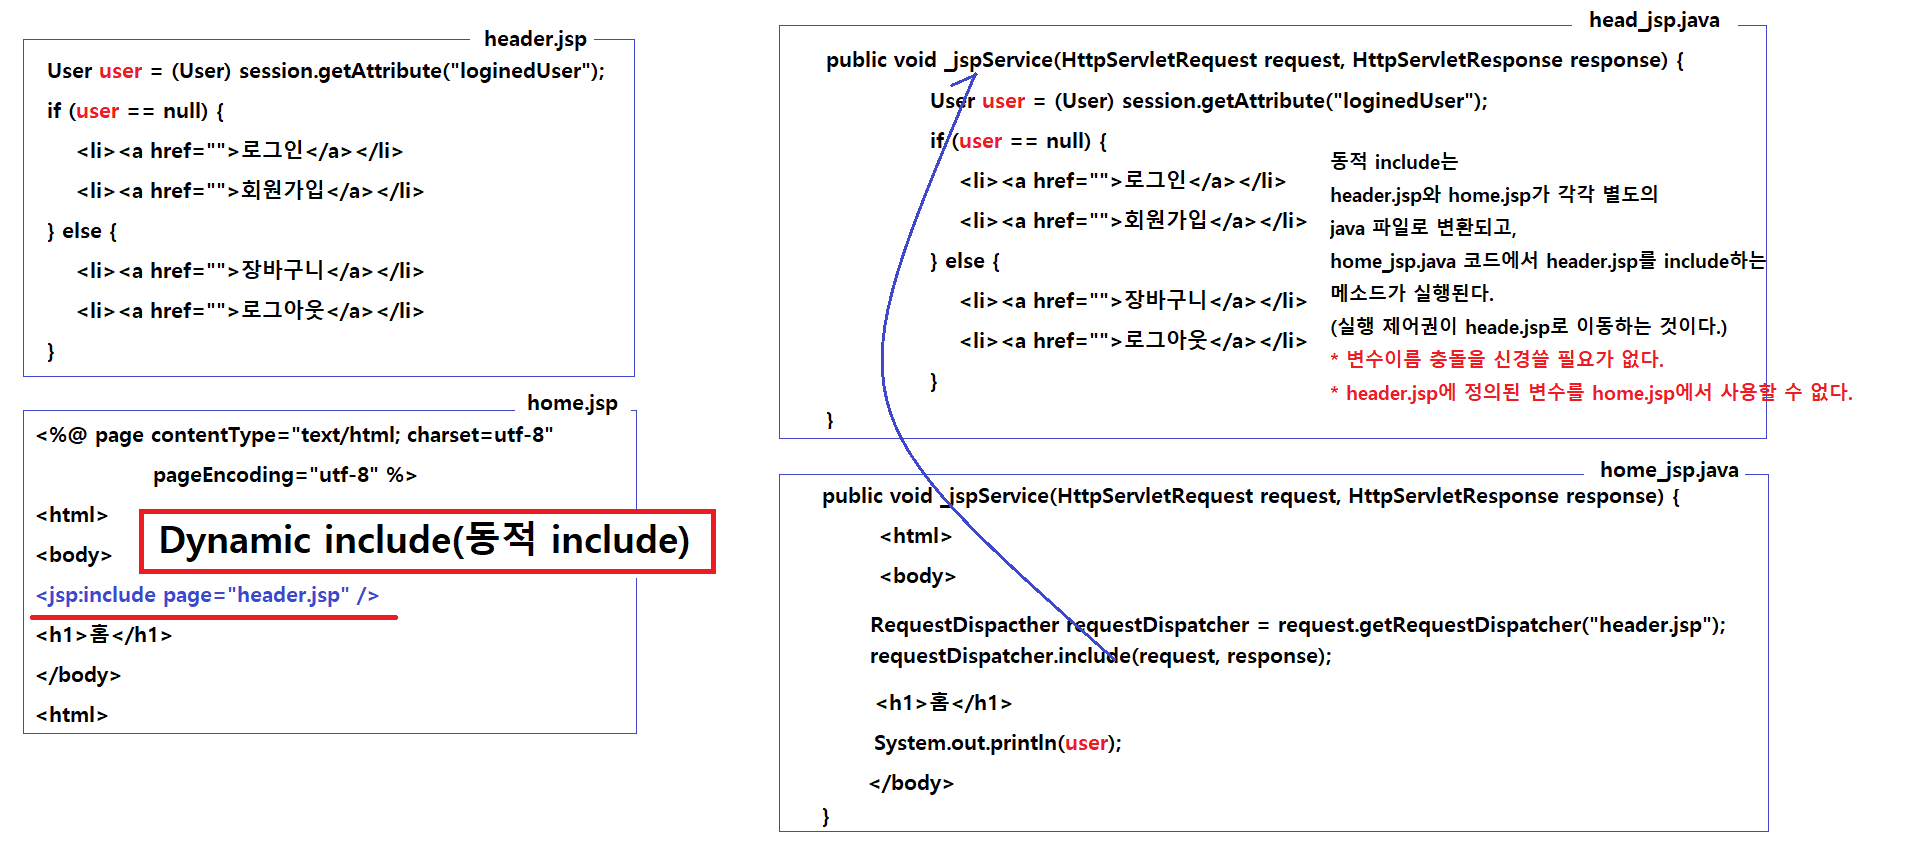 header.jsp
User user = (User) session.getAttribute("loginedUser");
if (user == null) {
<li><a href="">로그인</a></li>
<li><a href="">회원가입</a></li>
} else {
<li><a href="">장바구니</a></li>
<li><a href="">로그아웃</a></li>
}
home.jsp
<%@ page contentType="text/html; charset=utf-8"
pageEncoding="utf-8" %>
<html>
Dynamic include(동적 include)
<body>
<jsp:include page="header.jsp" />
<h1>홈</h1>
</body>
<html>
head_jsp.java
public void _jspService(HttpServletRequest request, HttpServletResponse response) {
User user = (User) session.getAttribute("loginedUser");
if (user == null) {
<li><a href="">로그인</a></li>
<li><a href="">회원가입</a></li>
} else {
<li><a href="">장바구니</a></li>
<li><a href="">로그아웃</a></li>
}
}
동적 include는
header.jsp와 home.jsp가 각각 별도의
java 파일로 변환되고,
home_jsp.java 코드에서 header.jsp를 include하는
메소드가 실행된다.
(실행 제어권이 heade.jsp로 이동하는 것이다.)
* 변수이름 충돌을 신경쓸 필요가 없다.
* header.jsp에 정의된 변수를 home.jsp에서 사용할 수 없다.
home_jsp.java
public void _jspService(HttpServletRequest request, HttpServletResponse response) {
<html>
<body>
RequestDispacther requestDispatcher = request.getRequestDispatcher("header.jsp");
requestDispatcher.include(request, response);
<h1>홈</h1>
System.out.println(user);
</body>
}